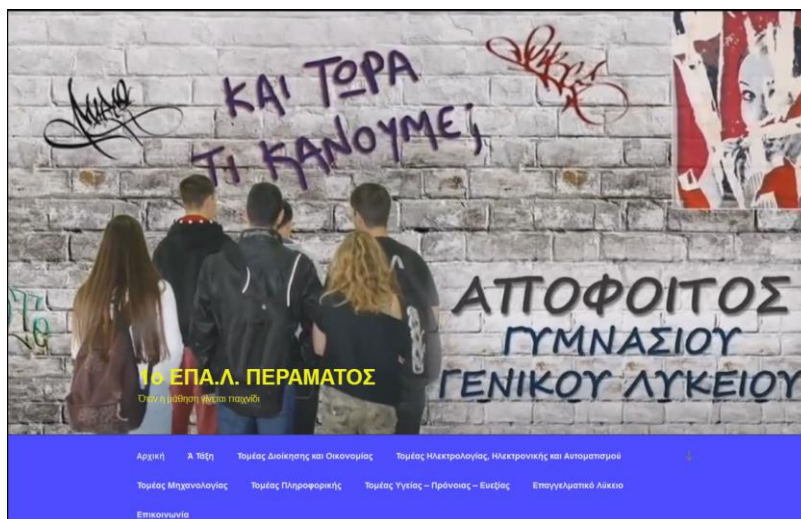 ΚΑΙ ΤΩΡΑ
ΤΙ ΚΑΝΟΥΜΕ;
ΑΠΟΦΟΙΤΟΣ
ΓΥΜΝΑΣΙΟΥ
ΓΕΝΙΚΟΥ ΛΥΚΕΙΟΥ
1ο ΕΠΑ.Λ. ΠΕΡΑΜΑΤΟΣ
Όταν η μάθηση γίνεται παιχνίδι
Αρχική Ά Τάξη Τομέας Διοίκησης και Οικονομίας Τομέας Ηλεκτρολογίας, Ηλεκτρονικής και Αυτοματισμού
Τομέας Μηχανολογίας Τομέας Πληροφορικής Τομέας Υγείας – Πρόνοιας – Ευεξίας Επαγγελματικό Λύκειο
Επικοινωνία